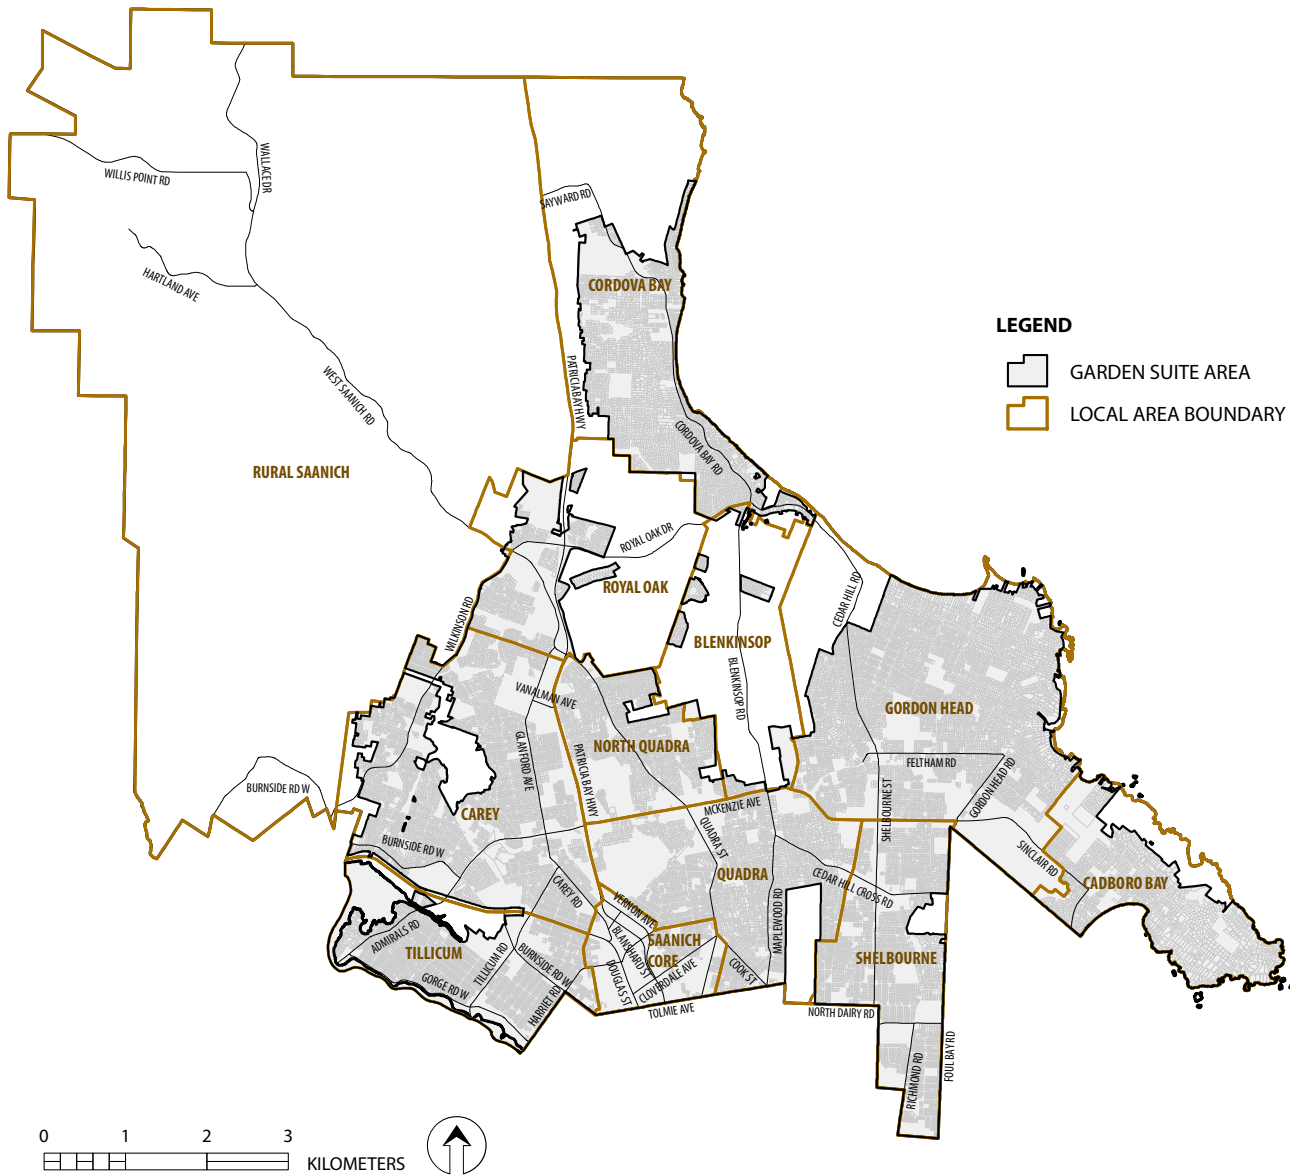 WALLACE DR
WILLIS POINT RD
SAYWARD RD
HARTLAND AVE
CORDOVA BAY
LEGEND
GARDEN SUITE AREA
LOCAL AREA BOUNDARY
PATRICIA BAY HWY
WEST SAANICH RD
CORDOVA BAY RD
RURAL SAANICH
ROYAL OAK DR
ROYAL OAK
CEDAR HILL RD
WILKINSON RD
BLENKINSOP
BLENKINSOP RD
VANALMAN AVE
GORDON HEAD
NORTH QUADRA
GLANFORD AVE
PATRICIA BAY HWY
FELTHAM RD
GORDON HEAD RD
BURNSIDE RD W
MCKENZIE AVE
SHELBOURNE ST
CAREY
QUADRA ST
BURNSIDE RD W
SINCLAIR RD
QUADRA
CEDAR HILL CROSS RD
CADBORO BAY
CAREY RD
VERNON AVE
MAPLEWOOD RD
ADMIRALS RD
TILLICUM
TILLICUM RD
BLANSHARD ST
SAANICH
CORE
SHELBOURNE
BURNSIDE RD W
COOK ST
GORGE RD W
DOUGLAS ST
CLOVERDALE AVE
HARRIET RD
TOLMIE AVE
NORTH DAIRY RD
FOUL BAY RD
RICHMOND RD
0 1 2 3
KILOMETERS